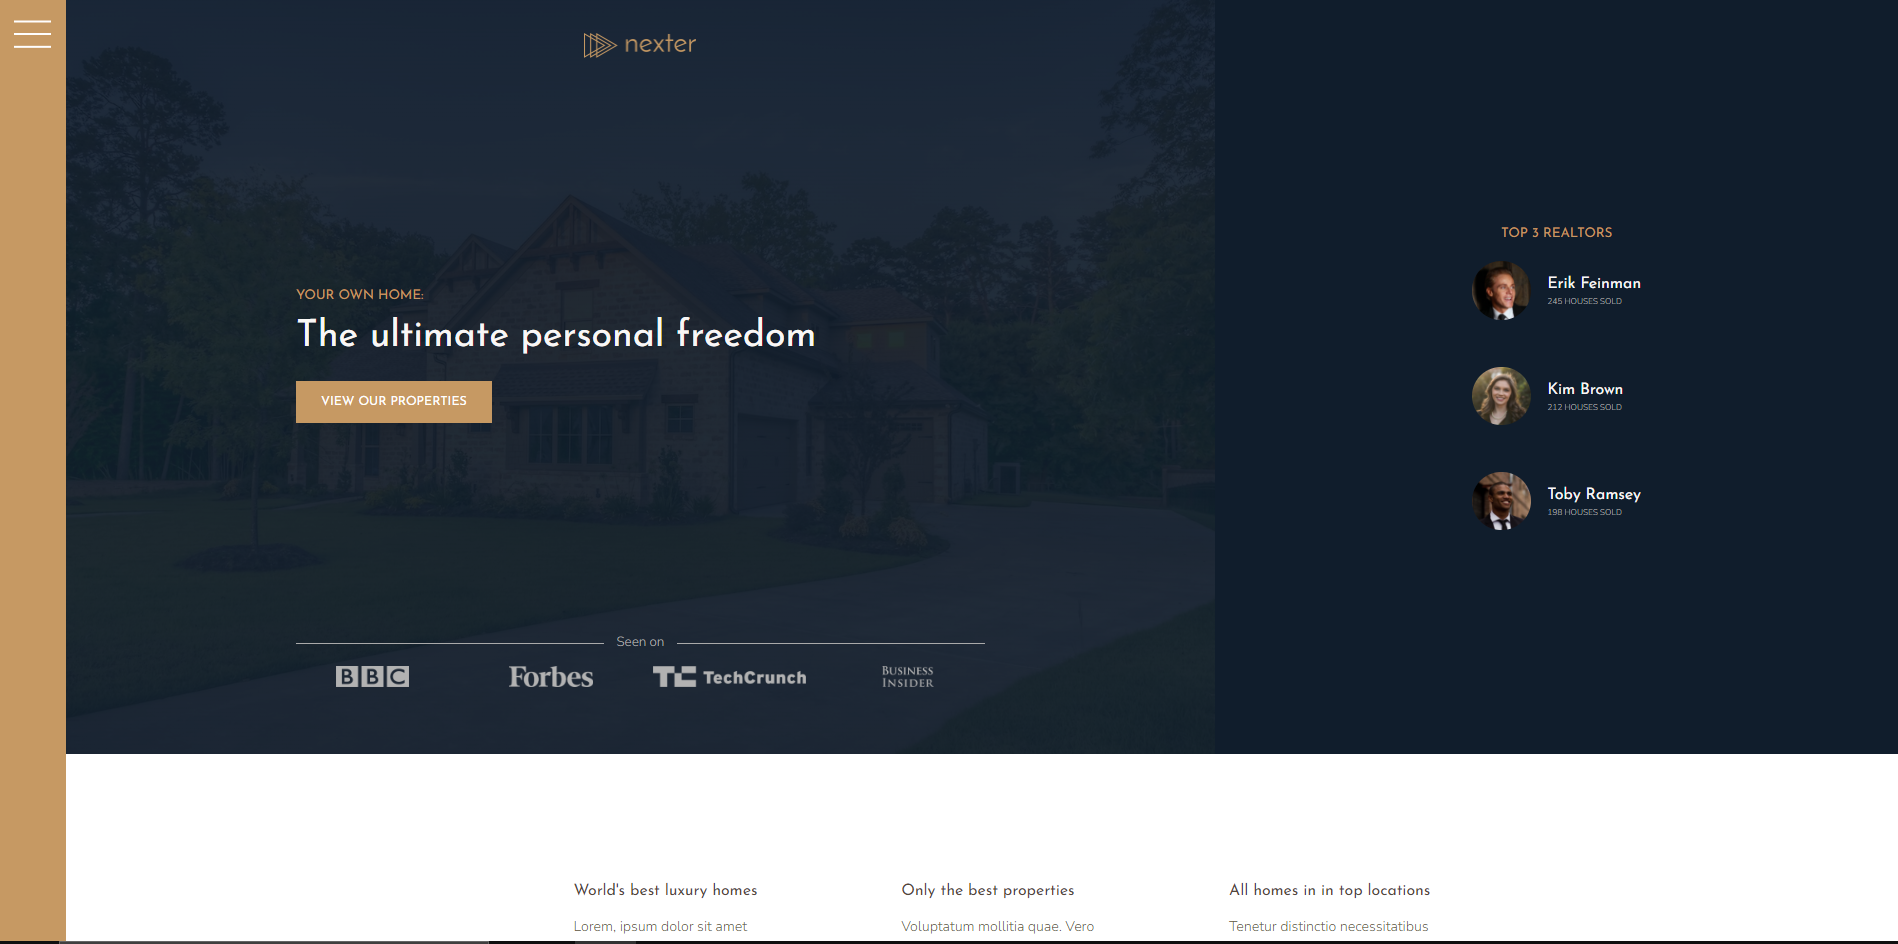 nexter
YOUR OWN HOME:
The ultimate personal freedom
VIEW OUR PROPERTIES
Seen on
BBC
Forbes
TC TechCrunch
BUSINESS
INSIDER
TOP 3 REALTORS
Erik Feinman
245 HOUSES SOLD
Kim Brown
212 HOUSES SOLD
Toby Ramsey
198 HOUSES SOLD
World's best luxury homes
Lorem, ipsum dolor sit amet
Only the best properties
Voluptatum mollitia quae. Vero
All homes in in top locations
Tenetur distinctio necessitatibus